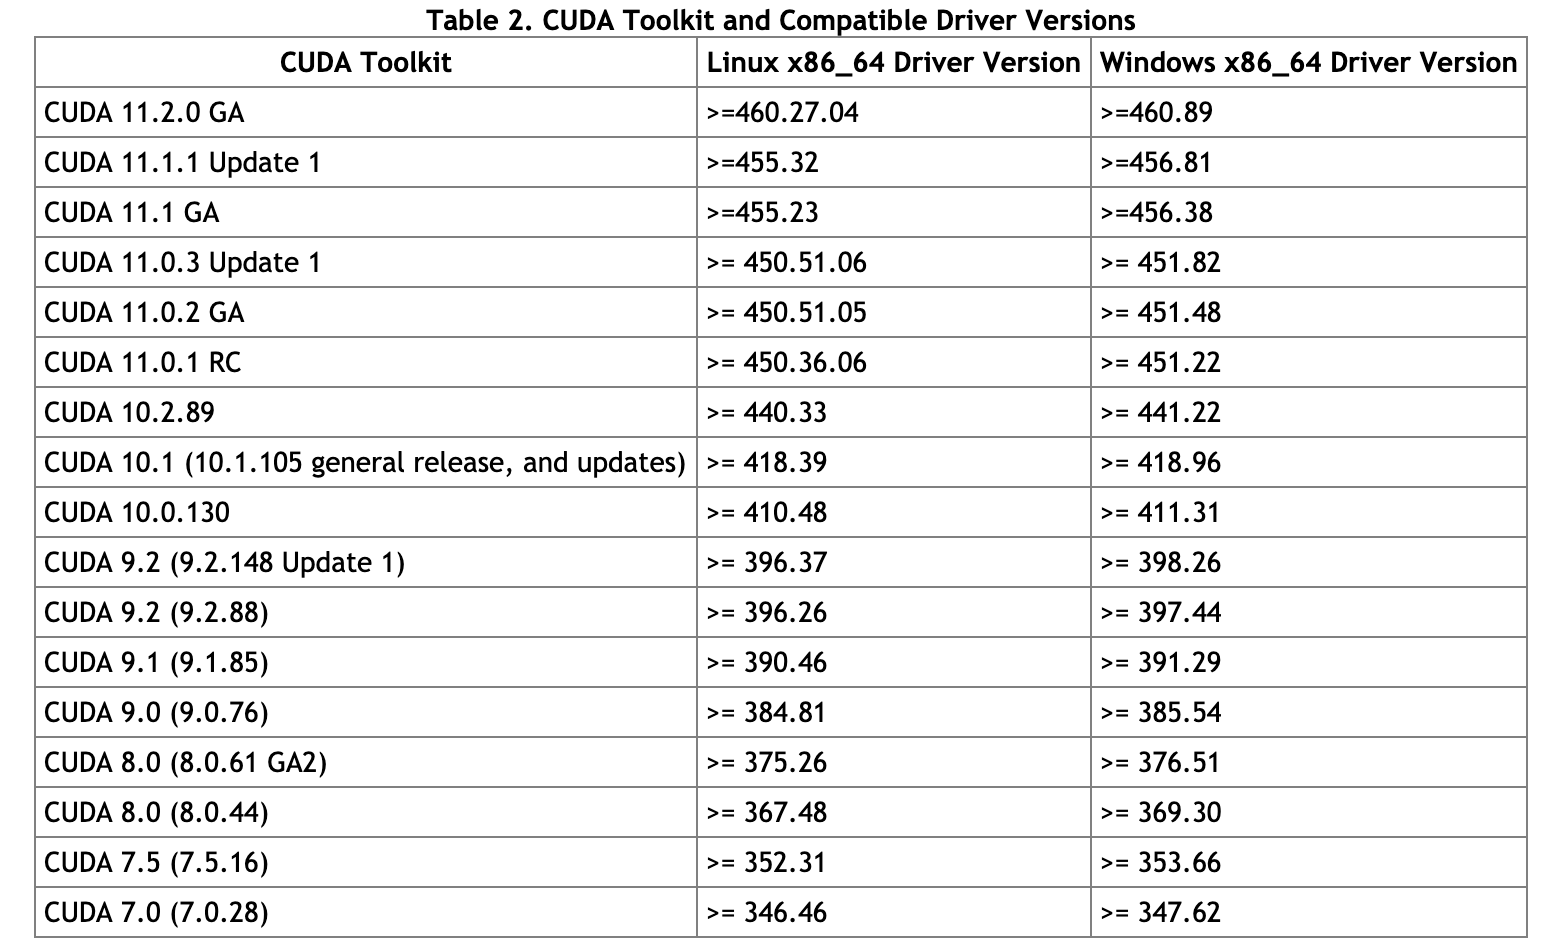 Table 2. CUDA Toolkit and Compatible Driver Versions
CUDA Toolkit Linux x86_64 Driver Version Windows x86_64 Driver Version
CUDA 11.2.0 GA >=460.27.04 >=460.89
CUDA 11.1.1 Update 1 >=455.32 >=456.81
CUDA 11.1 GA >=455.23 >=456.38
CUDA 11.0.3 Update 1 >= 450.51.06 >= 451.82
CUDA 11.0.2 GA >= 450.51.05 >= 451.48
CUDA 11.0.1 RC >= 450.36.06 >= 451.22
CUDA 10.2.89 >= 440.33 >= 441.22
CUDA 10.1 (10.1.105 general release, and updates) >= 418.39 >= 418.96
CUDA 10.0.130 >= 410.48 >= 411.31
CUDA 9.2 (9.2.148 Update 1) >= 396.37 >= 398.26
CUDA 9.2 (9.2.88) >= 396.26 >= 397.44
CUDA 9.1 (9.1.85) >= 390.46 >= 391.29
CUDA 9.0 (9.0.76) >= 384.81 >= 385.54
CUDA 8.0 (8.0.61 GA2) >= 375.26 >= 376.51
CUDA 8.0 (8.0.44) >= 367.48 >= 369.30
CUDA 7.5 (7.5.16) >= 352.31 >= 353.66
CUDA 7.0 (7.0.28) >= 346.46 >= 347.62